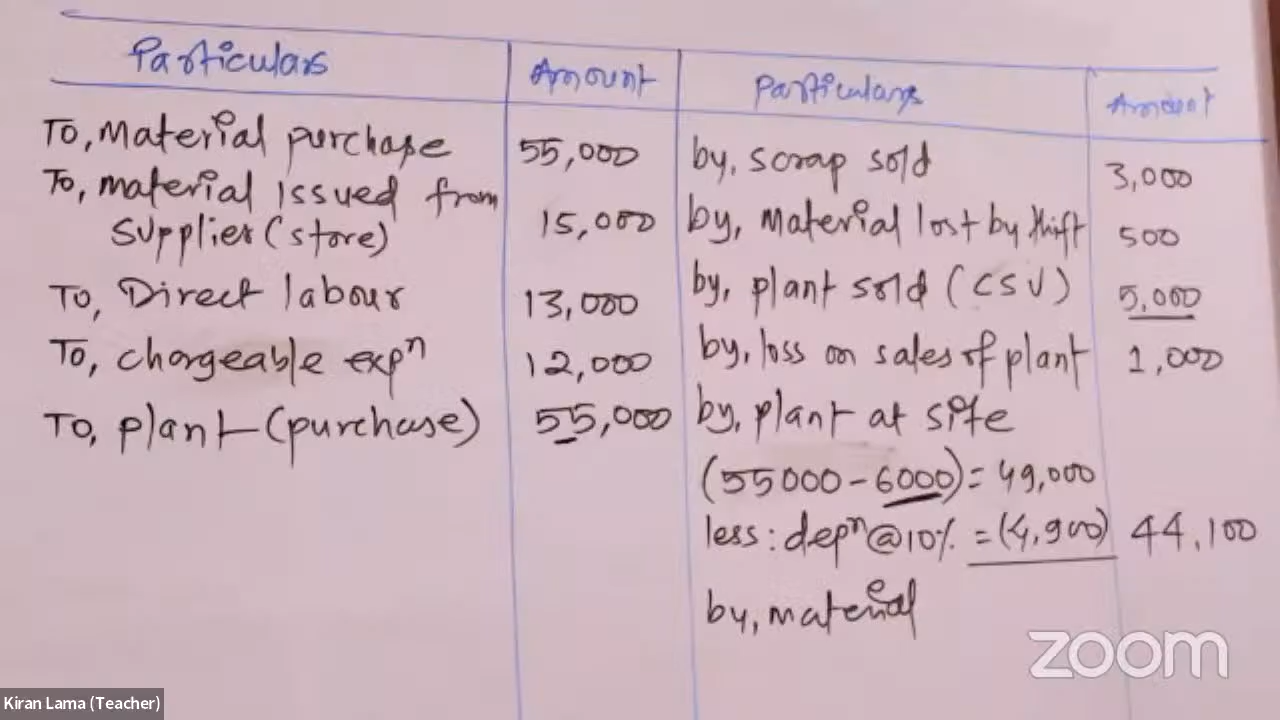 Particulars Amount Particulars Amount
To, Material purchase 55,000 by, scrap sold 3,000
To, material issued from
supplier (store) 15,000 by, Material lost by thift 500
To, Direct labour 13,000 by, plant sold (CSV) 5,000
To, chargeable expⁿ 12,000 by, loss on sales of plant 1,000
To, plant (purchase) 55,000 by, plant at site
(55000-6000)= 49,000
less: depⁿ@10% =(4,900) 44,100
by, material
zoom
Kiran Lama (Teacher)